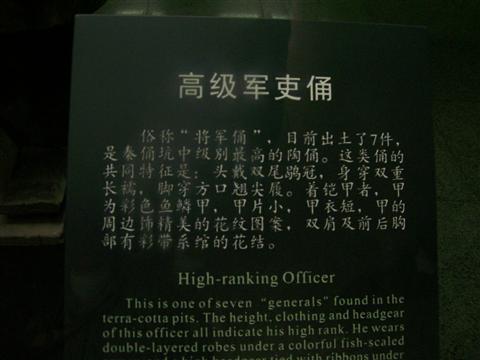 高级军吏俑
俗称“将军俑”，目前出土了7件，
是秦俑坑中级别最高的陶俑。这类俑的
共同特征是：头戴双尾鹖冠，身穿双重
长襦，脚穿方口翘尖履。着铠甲者，甲
为彩色鱼鳞甲，甲片小，甲衣短，甲的
周边饰精美的花纹图案，双肩及前后胸
部有彩带系绾的花结。
High-ranking Officer
This is one of seven "generals" found in the
terra-cotta pits. The height, clothing and headgear
of this officer all indicate his high rank. He wears
double-layered robes under a colorful fish-scaled
headgear tied with ribbons under